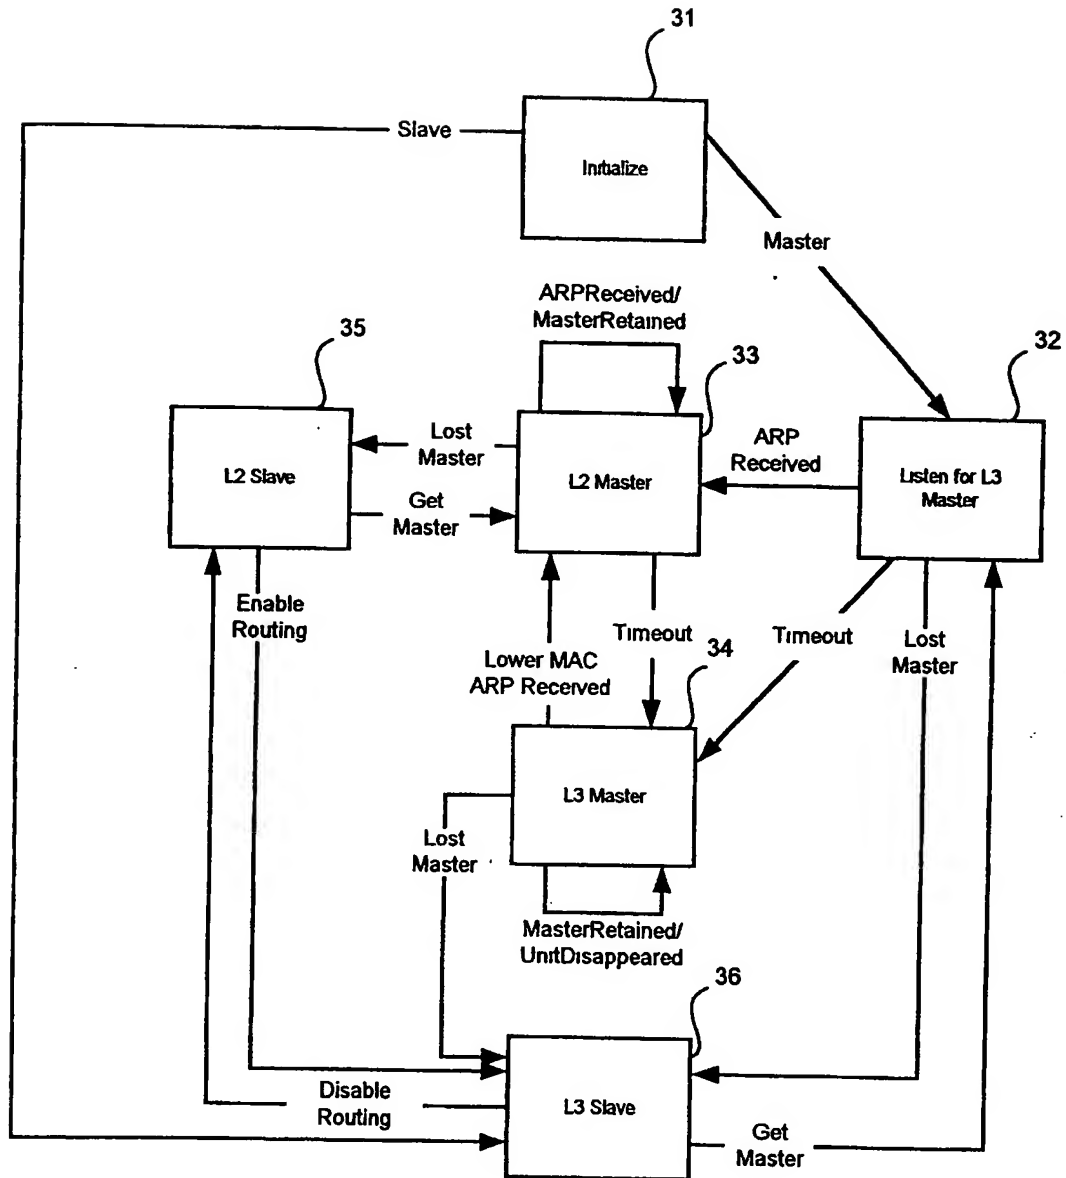 31
Slave
Initialize
Master
ARPReceived/
MasterRetained
35
33
32
Lost
Master
ARP
Received
L2 Slave
L2 Master
Listen for L3
Master
Get
Master
Enable
Routing
Timeout
Timeout
Lost
Master
34
Lower MAC
ARP Received
L3 Master
Lost
Master
MasterRetained/
UnitDisappeared
36
Disable
Routing
L3 Slave
Get
Master